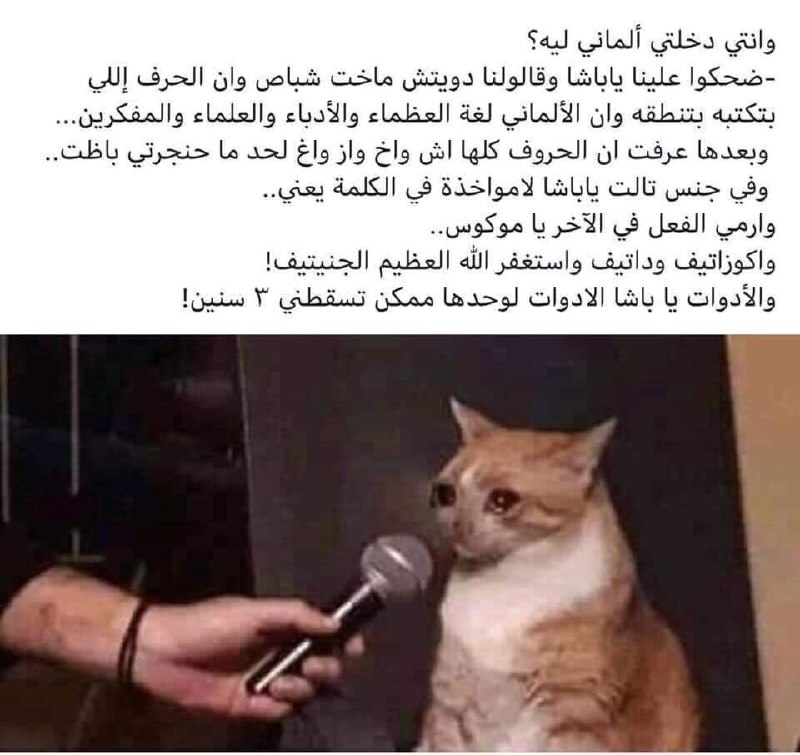 وانتي دخلتي ألماني ليه؟
-ضحكوا علينا ياباشا وقالولنا دويتش ماخت شباص وان الحرف إللي
بتكتبه بتنطقه وان الألماني لغة العظماء والأدباء والعلماء والمفكرين...
وبعدها عرفت ان الحروف كلها اش واخ واز واغ لحد ما حنجرتي باظت..
وفي جنس تالت ياباشا لامواخذة في الكلمة يعني..
وارمي الفعل في الآخر يا موكوس..
واكوزاتيف وداتيف واستغفر الله العظيم الجنيتيف!
والأدوات يا باشا الادوات لوحدها ممكن تسقطني ٣ سنين!